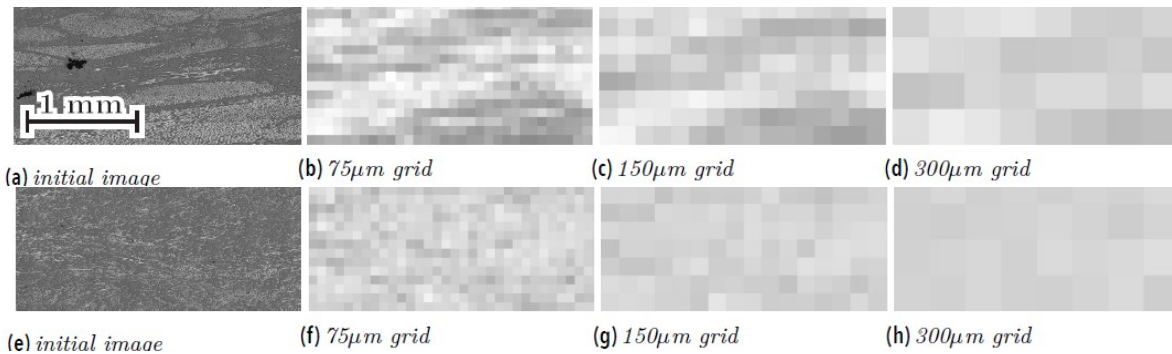 1 mm
(a) initial image
(b) 75μm grid
(c) 150μm grid
(d) 300μm grid
(e) initial image
(f) 75μm grid
(g) 150μm grid
(h) 300μm grid